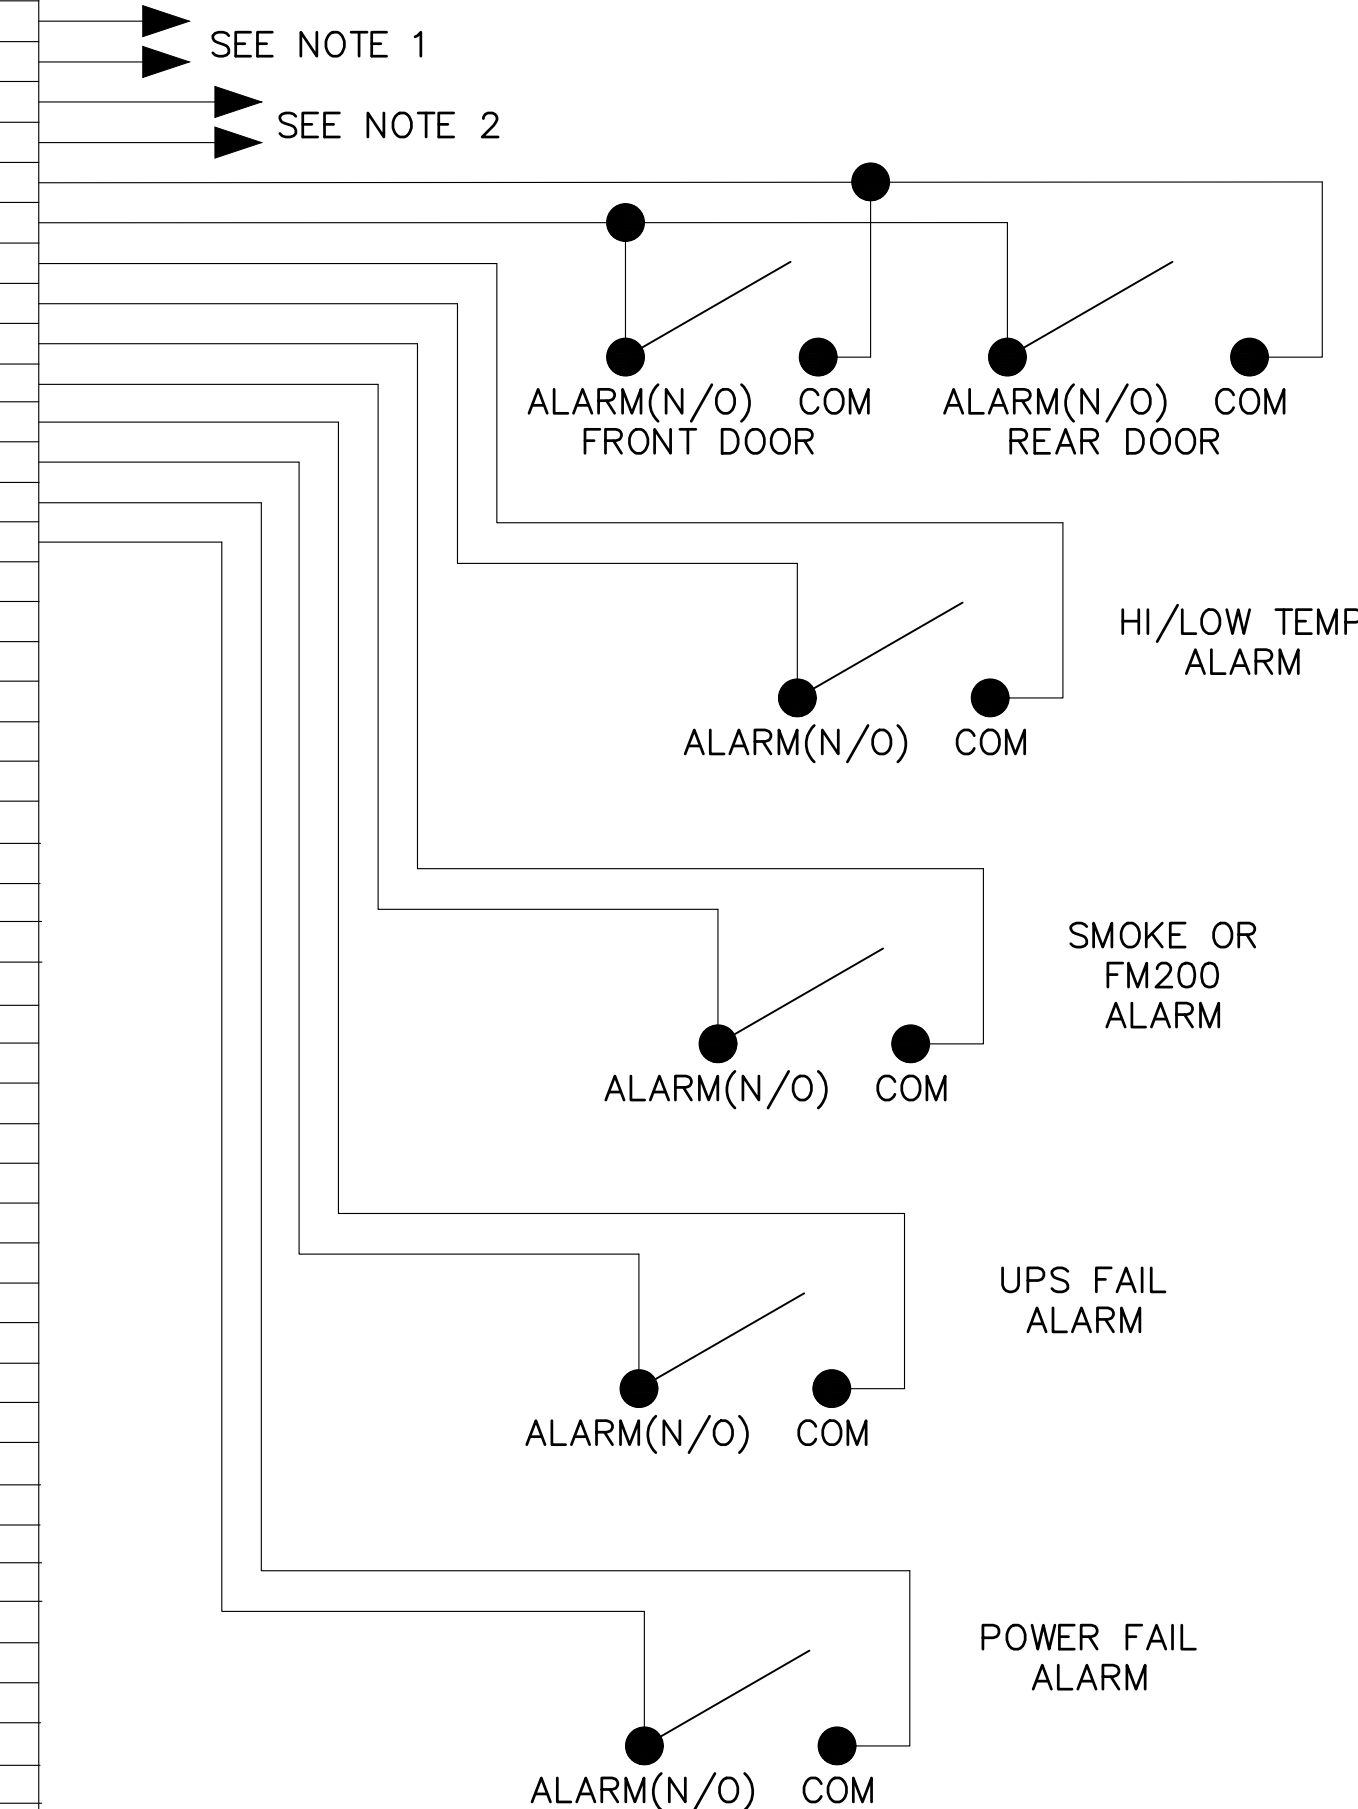 SEE NOTE 1
SEE NOTE 2
ALARM(N/O) COM ALARM(N/O) COM
FRONT DOOR REAR DOOR
HI/LOW TEMP
ALARM
ALARM(N/O) COM
SMOKE OR
FM200
ALARM
ALARM(N/O) COM
UPS FAIL
ALARM
ALARM(N/O) COM
POWER FAIL
ALARM
ALARM(N/O) COM